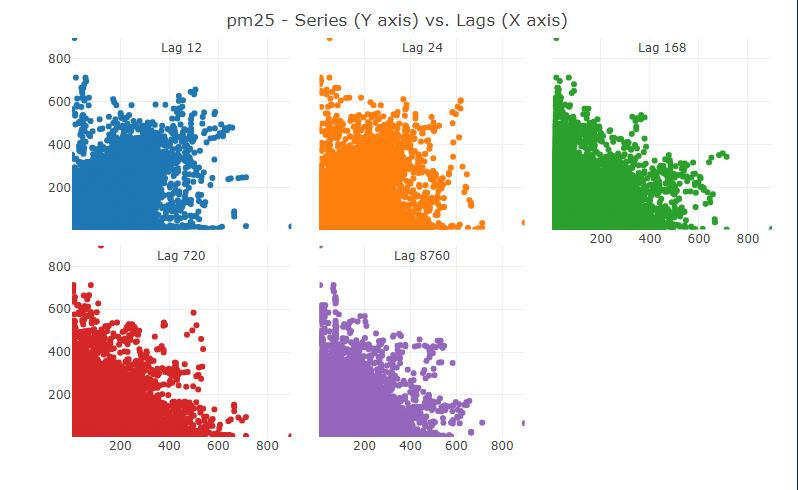 pm25 - Series (Y axis) vs. Lags (X axis)
Lag 12
Lag 24
Lag 168
800
600
400
200
200 400 600 800
Lag 720
Lag 8760
800
600
400
200
200 400 600 800
200 400 600 800